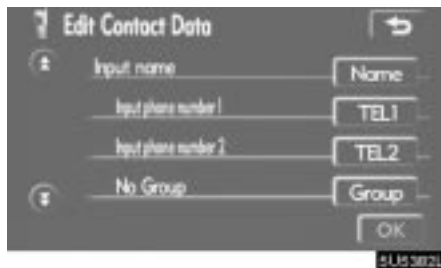 Edit Contact Data
Input name Name
Input phone number 1 TEL1
Input phone number 2 TEL2
No Group Group
OK
5U5382L